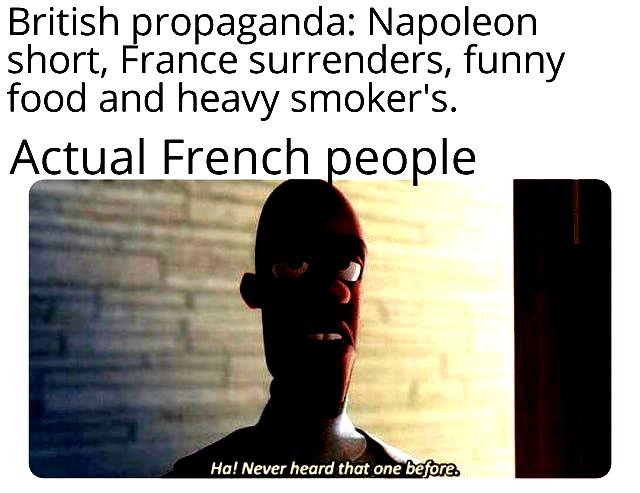 British propaganda: Napoleon
short, France surrenders, funny
food and heavy smoker's.
Actual French people
Ha! Never heard that one before.